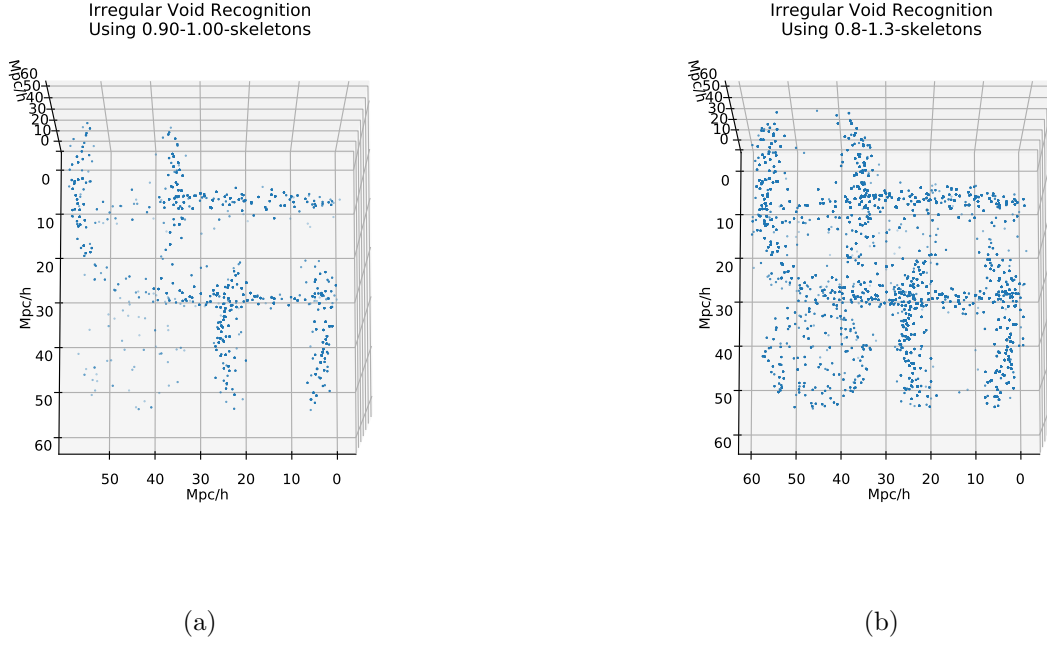 Irregular Void Recognition
Using 0.90-1.00-skeletons
Mpc/h
60
50
40
30
20
10
0
0
10
20
30
40
50
60
Mpc/h
50 40 30 20 10 0
Mpc/h
(a)
Irregular Void Recognition
Using 0.8-1.3-skeletons
Mpc/h
60
50
40
30
20
10
0
0
10
20
30
40
50
60
Mpc/h
60 50 40 30 20 10 0
Mpc/h
(b)